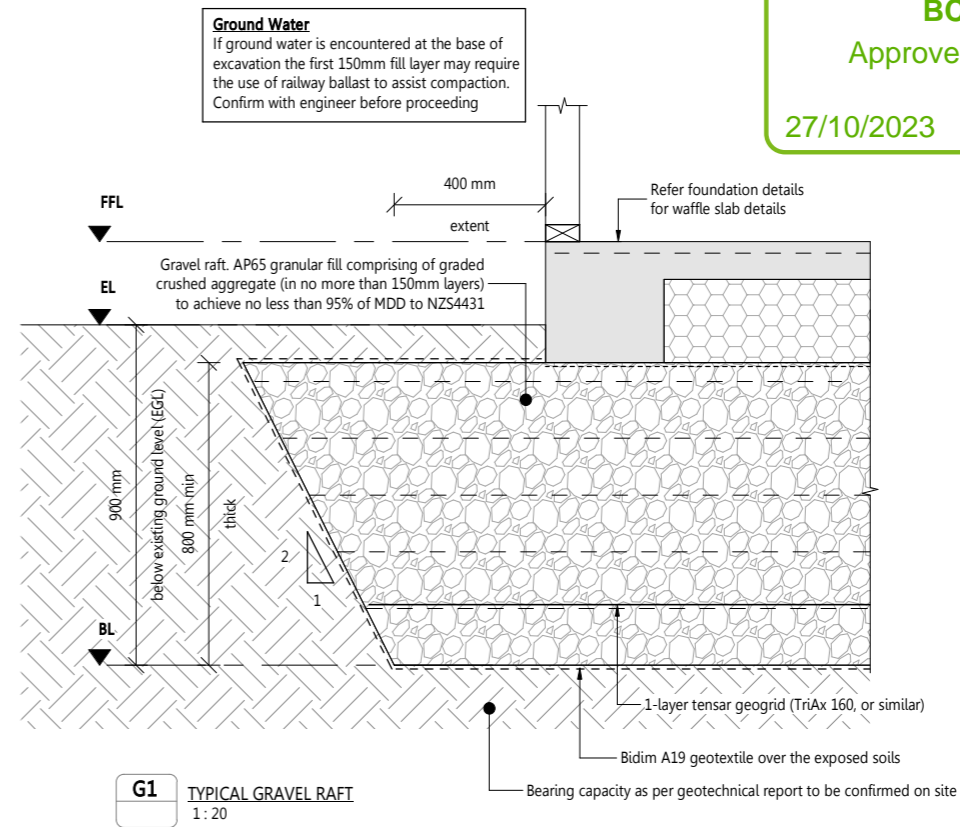 Ground Water
If ground water is encountered at the base of
excavation the first 150mm fill layer may require
the use of railway ballast to assist compaction.
Confirm with engineer before proceeding
BC
Approve
27/10/2023
400 mm
extent
Refer foundation details
for waffle slab details
FFL
Gravel raft. AP65 granular fill comprising of graded
crushed aggregate (in no more than 150mm layers)
to achieve no less than 95% of MDD to NZS4431
EL
900 mm
below existing ground level (EGL)
800 mm min
thick
2
1
BL
1-layer tensar geogrid (TriAx 160, or similar)
Bidim A19 geotextile over the exposed soils
Bearing capacity as per geotechnical report to be confirmed on site
G1
TYPICAL GRAVEL RAFT
1 : 20